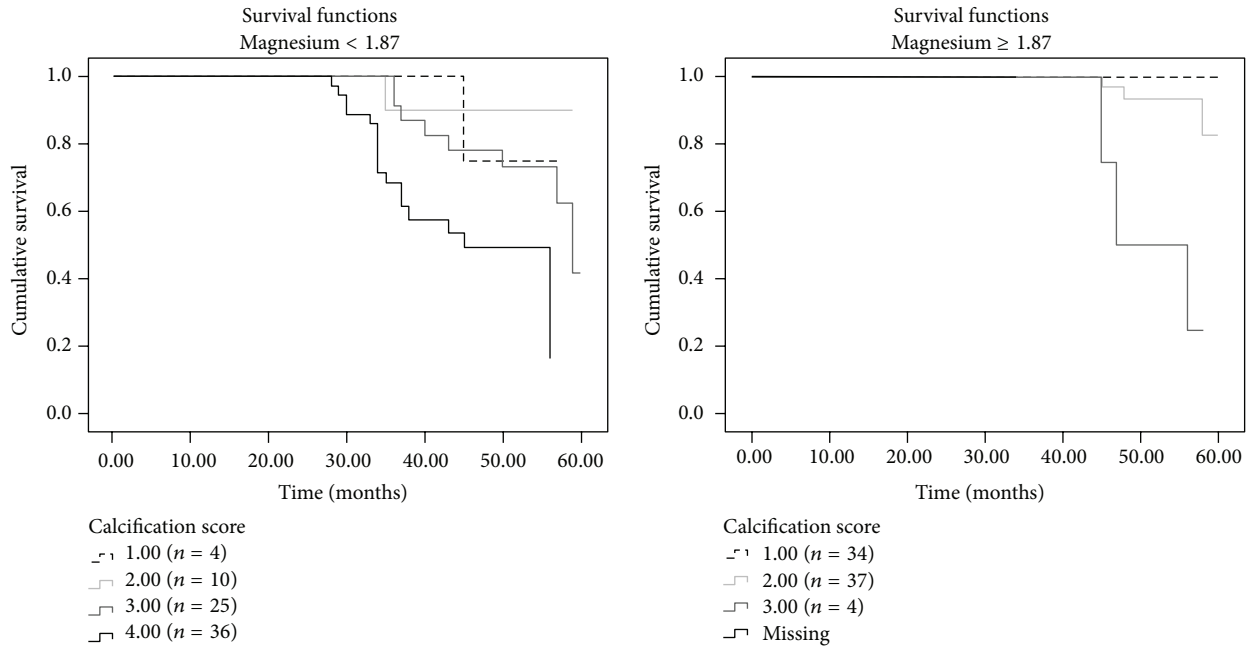 Survival functions
Magnesium < 1.87
1.0
0.8
0.6
0.4
0.2
0.0
Cumulative survival
0.00 10.00 20.00 30.00 40.00 50.00 60.00
Time (months)
Calcification score
1.00 (n = 4)
2.00 (n = 10)
3.00 (n = 25)
4.00 (n = 36)
Survival functions
Magnesium ≥ 1.87
1.0
0.8
0.6
0.4
0.2
0.0
Cumulative survival
0.00 10.00 20.00 30.00 40.00 50.00 60.00
Time (months)
Calcification score
1.00 (n = 34)
2.00 (n = 37)
3.00 (n = 4)
Missing